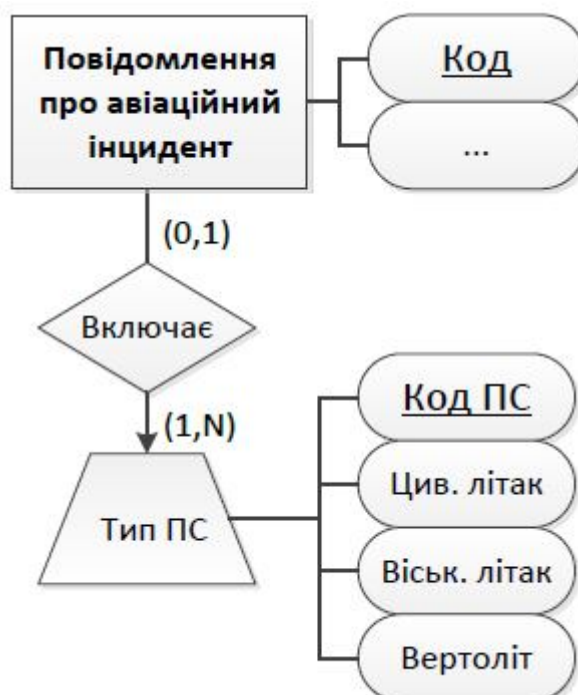 Повідомлення
про авіаційний
інцидент
Код
...
(0,1)
Включає
(1,N)
Тип ПС
Код ПС
Цив. літак
Віськ. літак
Вертоліт